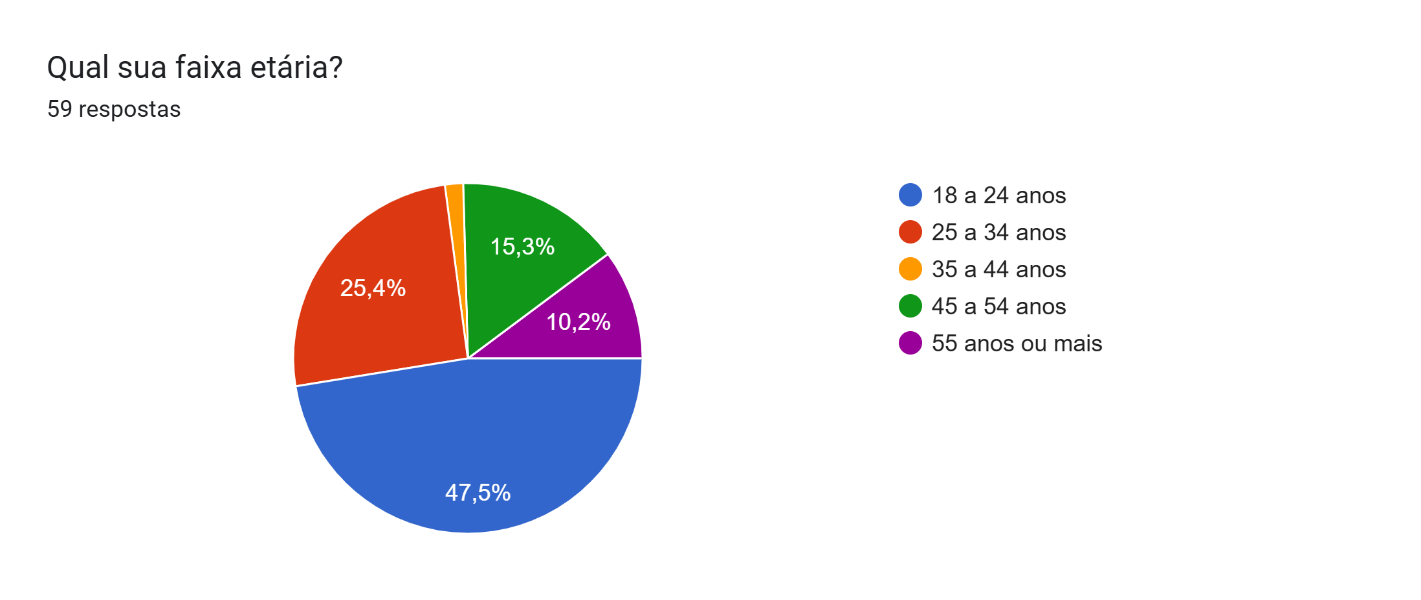 Qual sua faixa etária?
59 respostas
18 a 24 anos
25 a 34 anos
35 a 44 anos
45 a 54 anos
55 anos ou mais
15,3%
25,4%
10,2%
47,5%